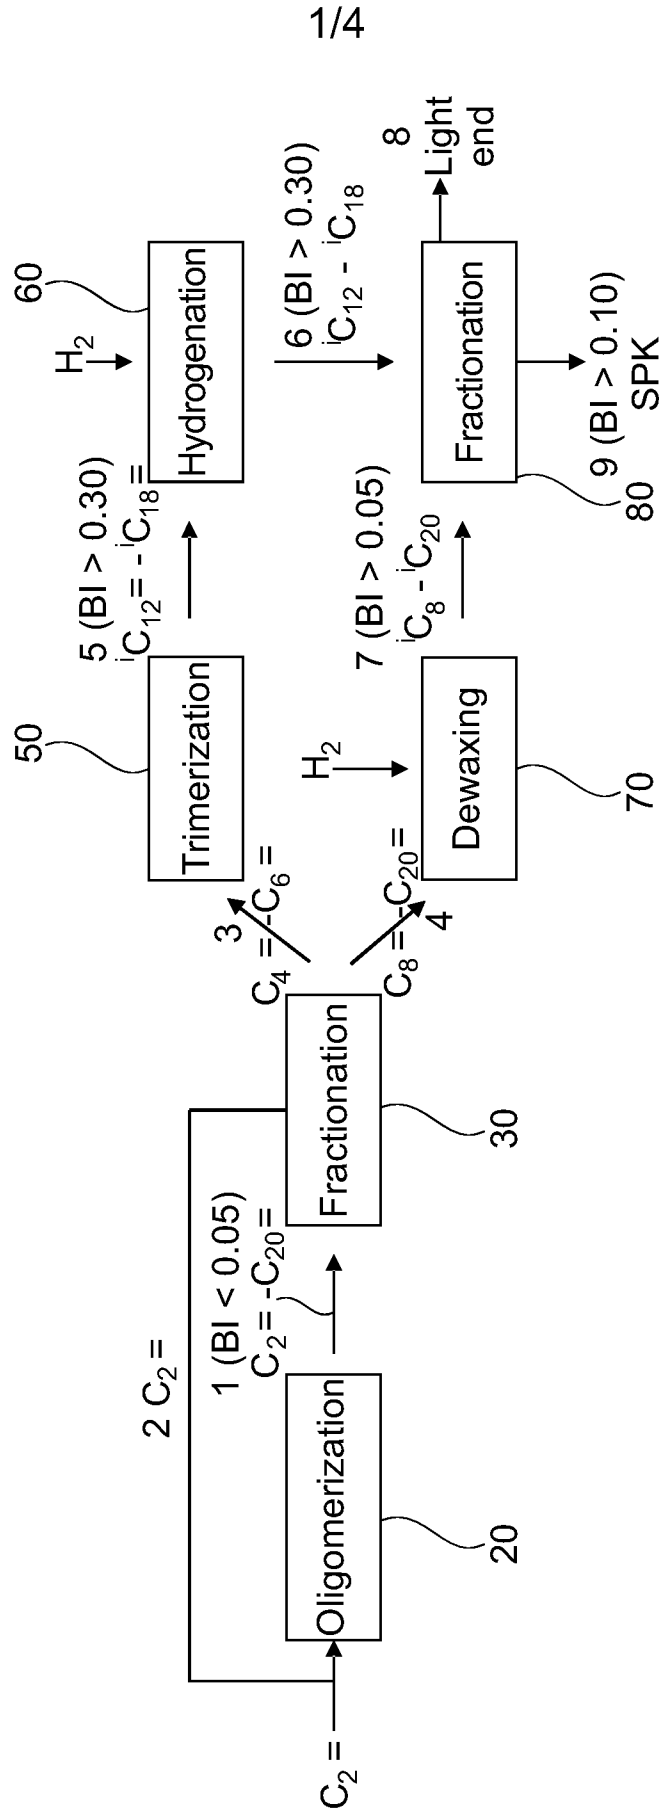 1/4
C2=
2 C2=
Oligomerization
20
1 (BI < 0.05)
C2= -C20=
Fractionation
30
3
C4= -C6=
C8= -C20=
4
50
Trimerization
H2
Dewaxing
70
5 (BI > 0.30)
iC12= - iC18=
7 (BI > 0.05)
iC8 - iC20
60
H2
Hydrogenation
6 (BI > 0.30)
iC12 - iC18
Fractionation
80
8
Light
end
9 (BI > 0.10)
SPK